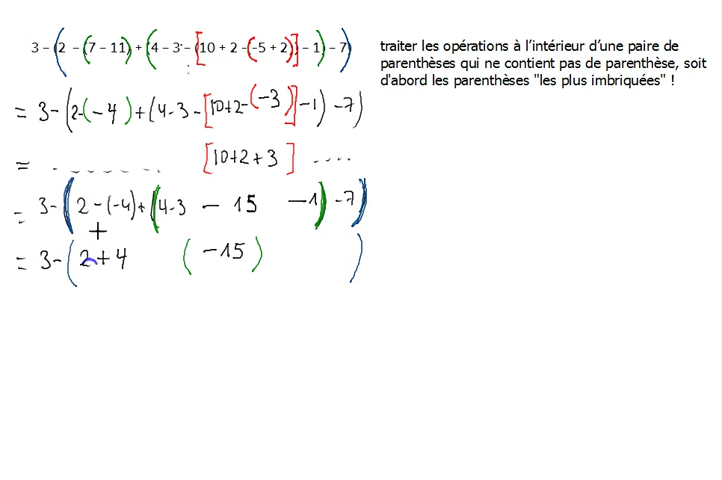 3 – (2 – (7 – 11) + (4 – 3 – [10 + 2 – (–5 + 2)] – 1) – 7)
traiter les opérations à l'intérieur d'une paire de
parenthèses qui ne contient pas de parenthèse, soit
d'abord les parenthèses "les plus imbriquées" !
= 3 – (2 – (– 4) + (4 – 3 – [10 + 2 – (– 3)] – 1) – 7)
= ......... [10 + 2 + 3] ....
= 3 – (2 – (–4) + (4 – 3 – 15 – 1) – 7)
+
= 3 – (2 + 4 (– 15) )